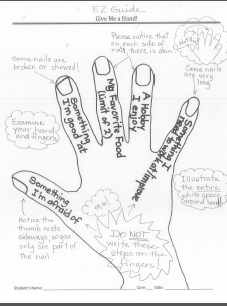 EZ Guide
Give Me a Hand!
Please notice that
on each side of
nail, there is skin.
Some nails are
broken or chewed!
Some nails
are very
long!
Examine
your hand
and fingers.
Something
I'm good at
My Favorite Food
(Limit of 2)
A Hobby
I enjoy
Something I
need to work at/improve
Something
I'm afraid of
Illustrate
the entire
white space
around hand!
Notice the
thumb rests
sideways, so you
only see part of
the nail.
DO NOT
write these
steps on the
fingers!
Student's Name
Core
Date